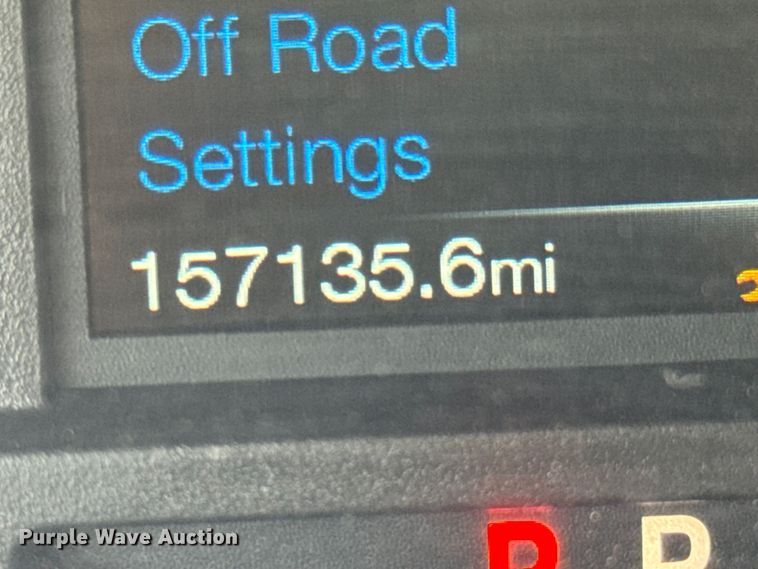 Off Road
Settings
157135.6mi
P R
Purple Wave Auction